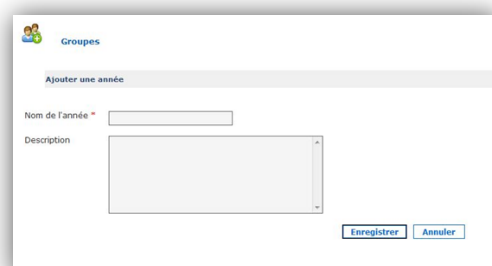 Groupes
Ajouter une année
Nom de l'année *
Description
Enregistrer Annuler